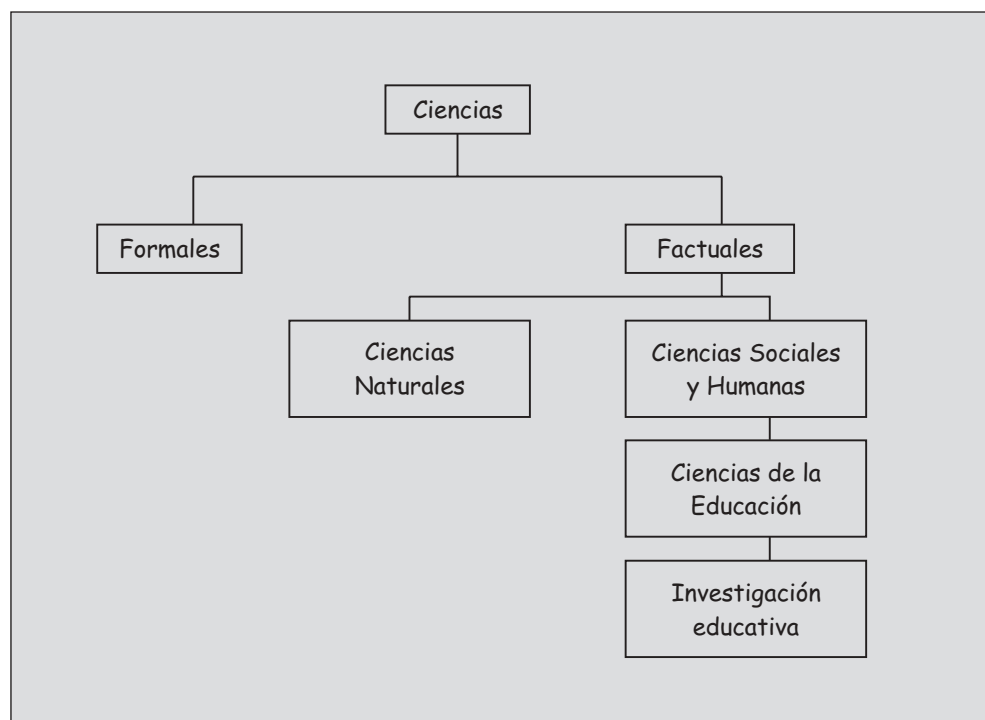 Ciencias
Formales
Factuales
Ciencias
Naturales
Ciencias Sociales
y Humanas
Ciencias de la
Educación
Investigación
educativa